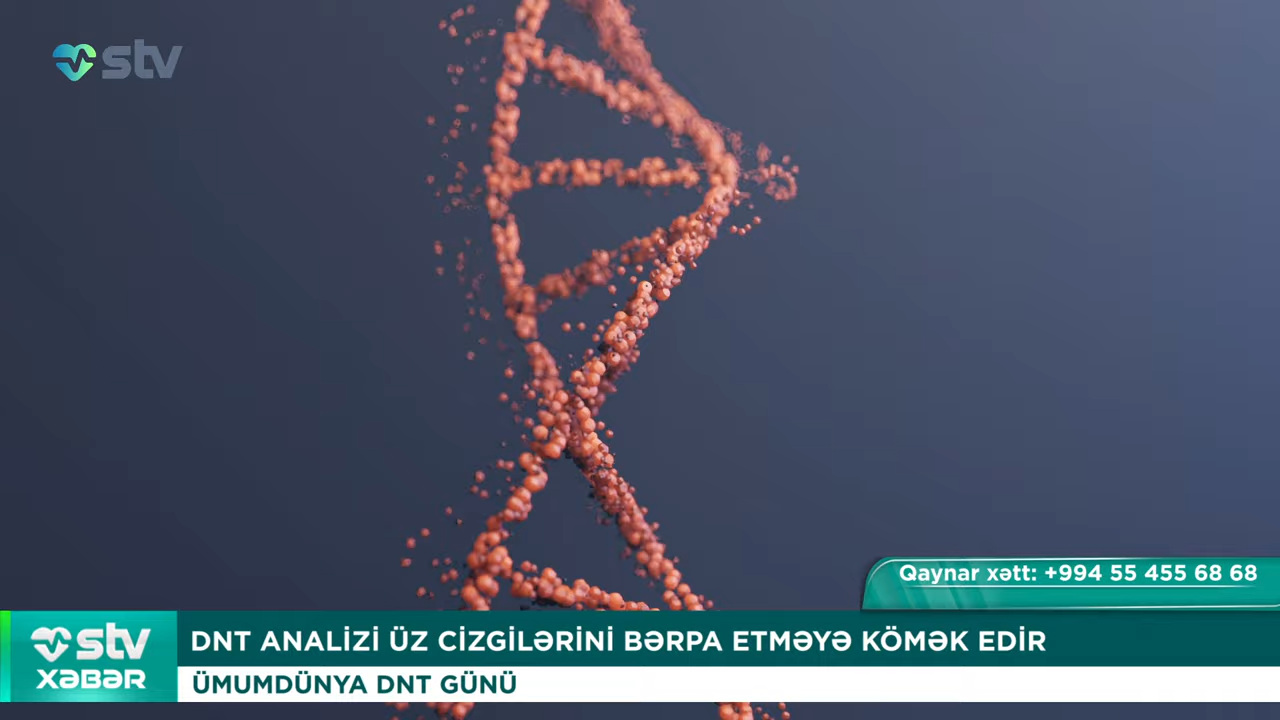 stv
Qaynar xətt: +994 55 455 68 68
stv
XƏBƏR
DNT ANALİZİ ÜZ CİZGİLƏRİNİ BƏRPA ETMƏYƏ KÖMƏK EDİR
ÜMUMDÜNYA DNT GÜNÜ